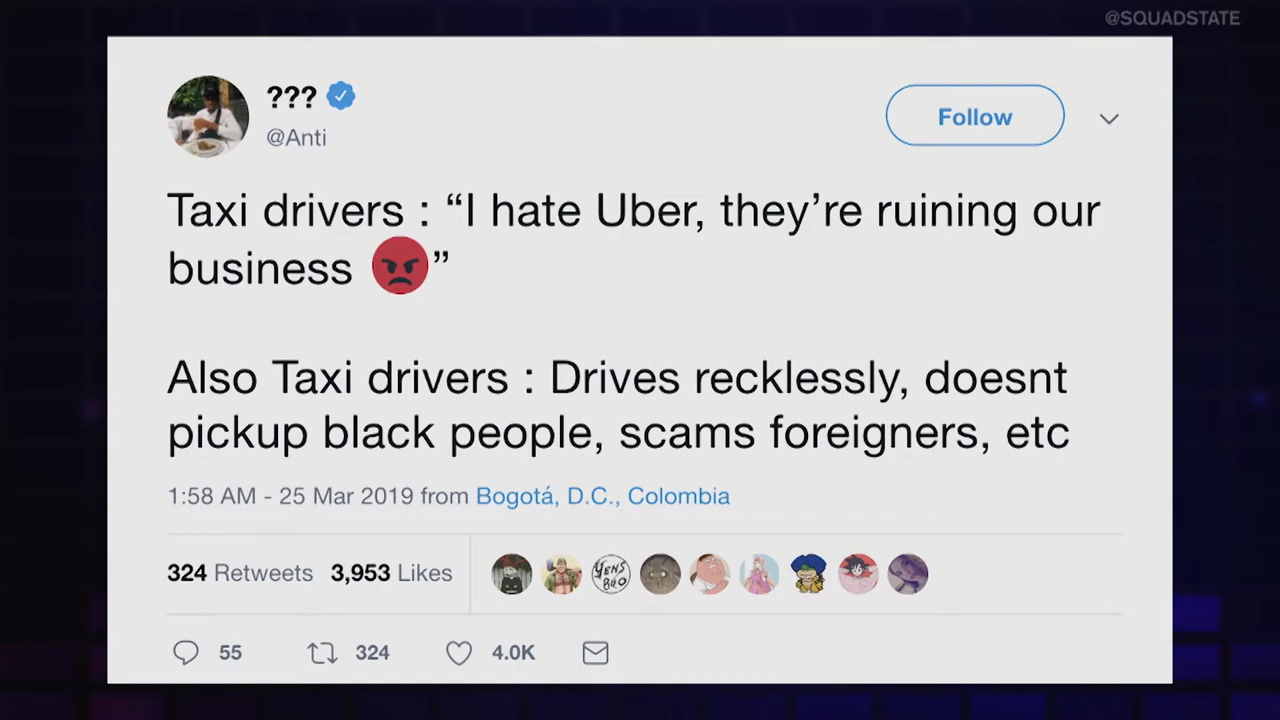 @SQUADSTATE
???
@Anti
Follow
Taxi drivers : “I hate Uber, they’re ruining our
business 😡”
Also Taxi drivers : Drives recklessly, doesnt
pickup black people, scams foreigners, etc
1:58 AM - 25 Mar 2019 from Bogotá, D.C., Colombia
324 Retweets 3,953 Likes
YENS
BRO
55 324 4.0K